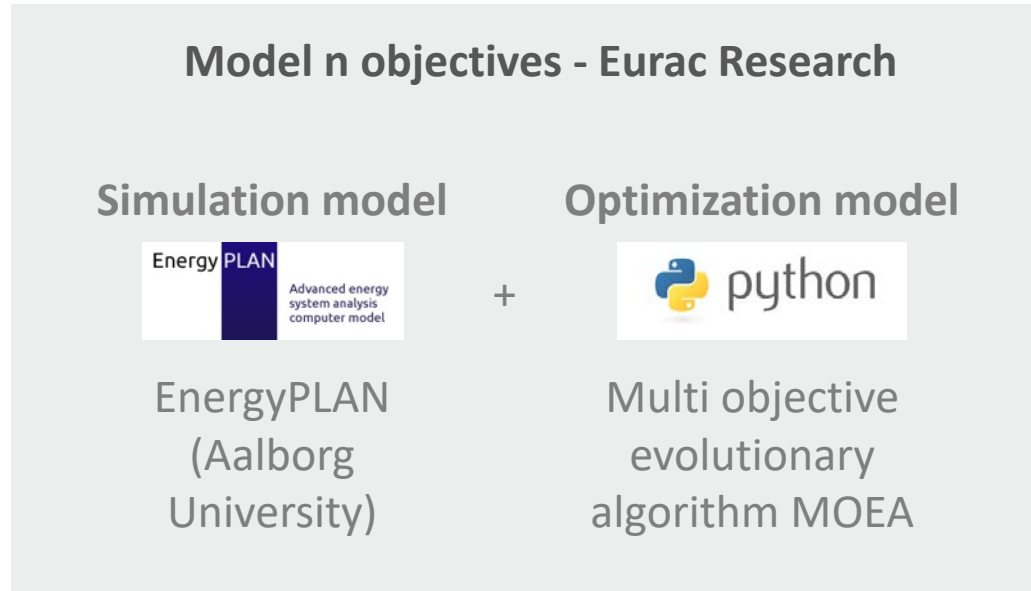 Model n objectives - Eurac Research
Simulation model
Optimization model
Energy PLAN
Advanced energy
system analysis
computer model
+
python
EnergyPLAN
(Aalborg
University)
Multi objective
evolutionary
algorithm MOEA